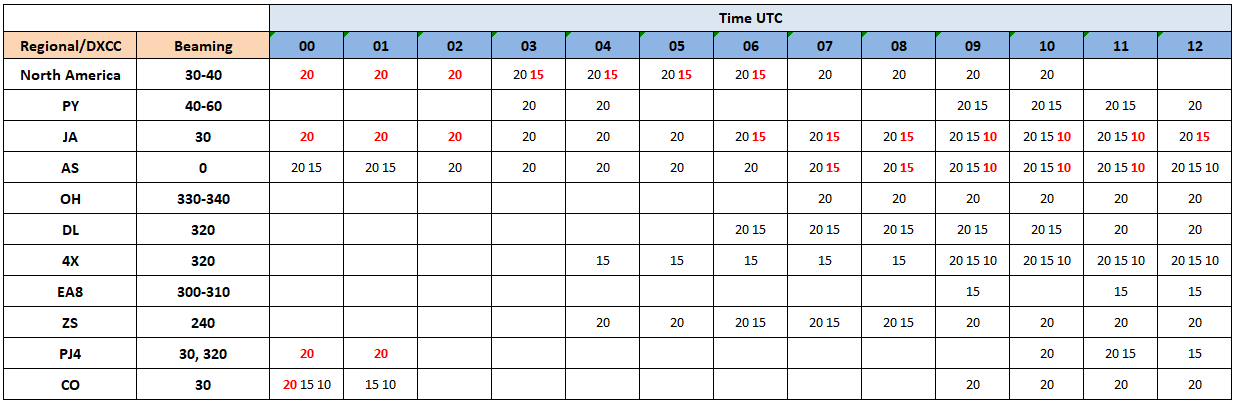 Time UTC
Regional/DXCC Beaming 00 01 02 03 04 05 06 07 08 09 10 11 12
North America 30-40 20 20 20 20 15 20 15 20 15 20 15 20 20 20 20
PY 40-60 20 20 20 15 20 15 20 15 20
JA 30 20 20 20 20 20 20 20 15 20 15 20 15 20 15 10 20 15 10 20 15 10 20 15
AS 0 20 15 20 15 20 20 20 20 20 20 15 20 15 20 15 10 20 15 10 20 15 10 20 15 10
OH 330-340 20 20 20 20 20 20
DL 320 20 15 20 15 20 15 20 15 20 15 20 20
4X 320 15 15 15 15 15 20 15 10 20 15 10 20 15 10 20 15 10
EA8 300-310 15 15 15
ZS 240 20 20 20 15 20 15 20 15 20 20 20 20
PJ4 30, 320 20 20 20 20 15 15
CO 30 20 15 10 15 10 20 20 20 20